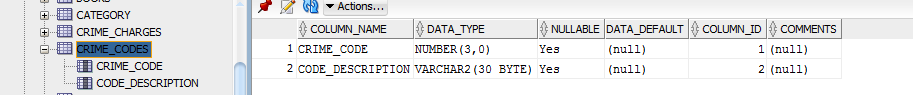 Actions...
CATEGORY
CRIME_CHARGES
CRIME_CODES
CRIME_CODE
CODE_DESCRIPTION
COLUMN_NAME DATA_TYPE NULLABLE DATA_DEFAULT COLUMN_ID COMMENTS
1 CRIME_CODE NUMBER(3,0) Yes (null) 1 (null)
2 CODE_DESCRIPTION VARCHAR2(30 BYTE) Yes (null) 2 (null)